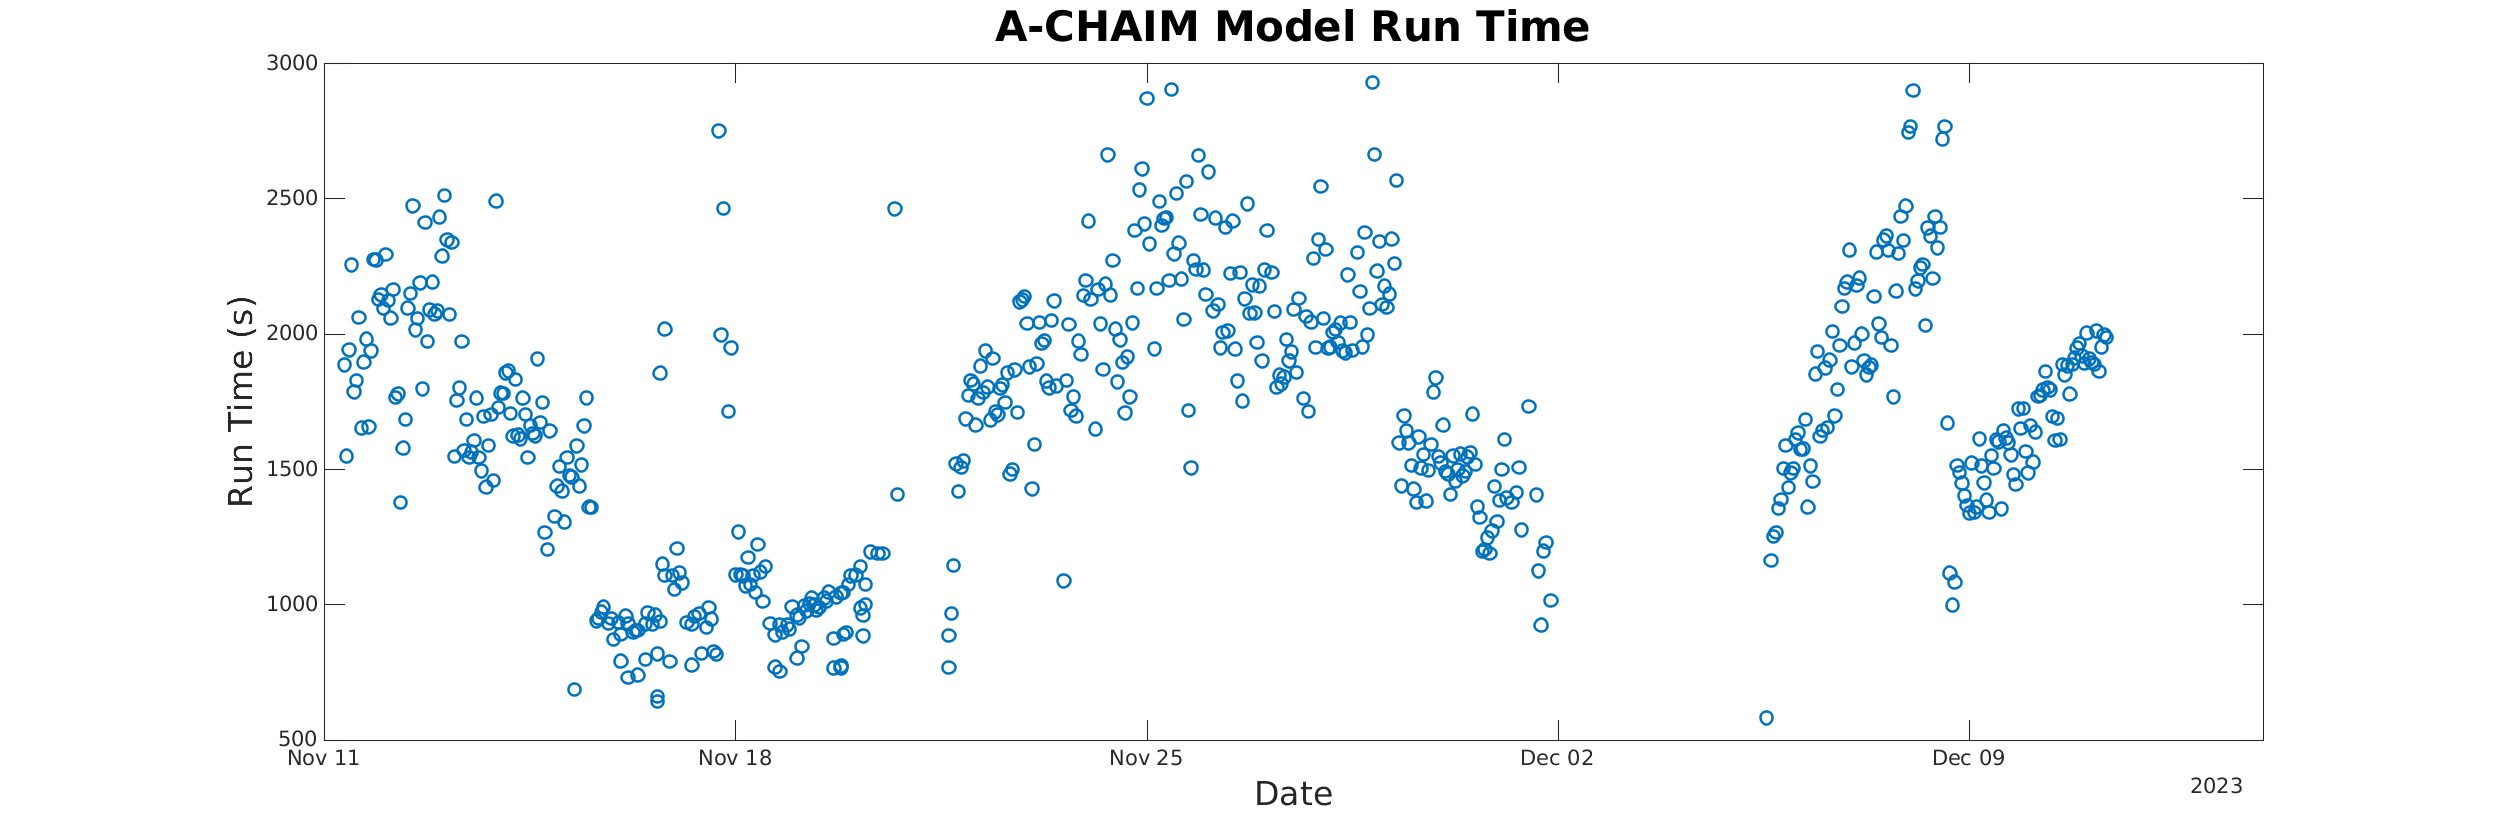 A-CHAIM Model Run Time
3000
2500
2000
1500
1000
500
Run Time (s)
Nov 11
Nov 18
Nov 25
Dec 02
Dec 09
2023
Date